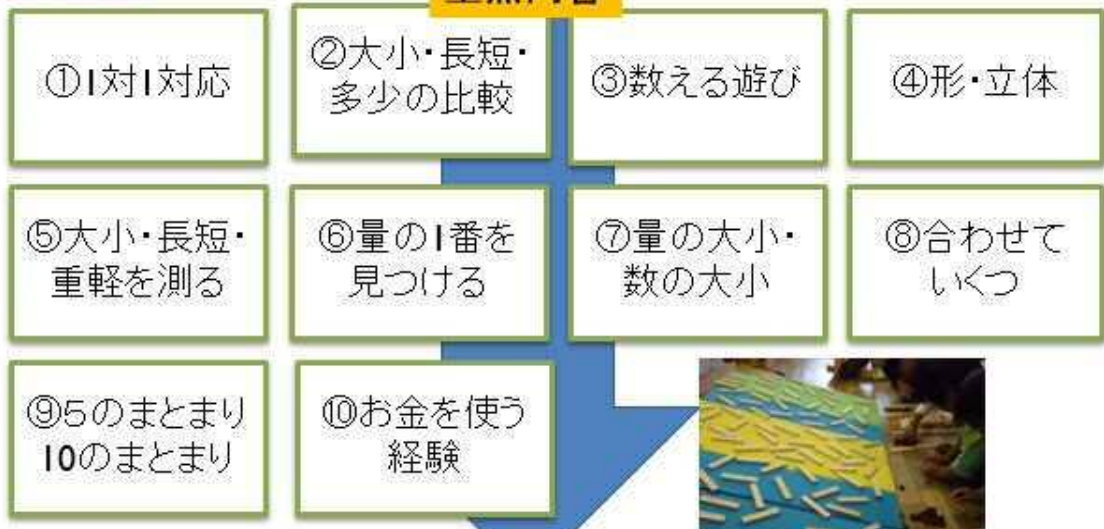 ①1対1対応
②大小・長短・
多少の比較
③数える遊び
④形・立体
⑤大小・長短・
重軽を測る
⑥量の1番を
見つける
⑦量の大小・
数の大小
⑧合わせて
いくつ
⑨5のまとまり
10のまとまり
⑩お金を使う
経験